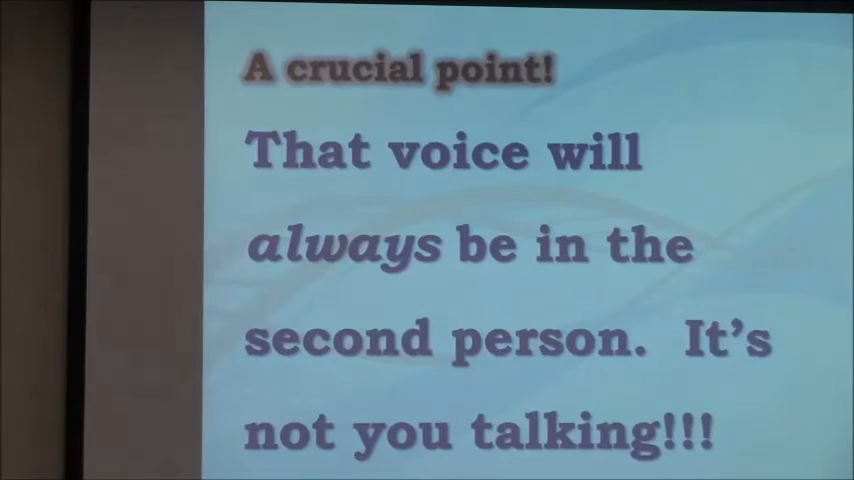 A crucial point!
That voice will
always be in the
second person.  It's
not you talking!!!